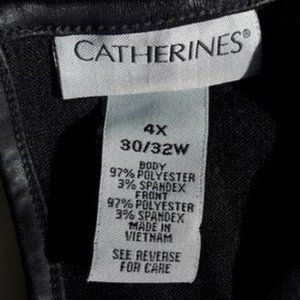 CATHERINES®
4X
30/32W
BODY
97% POLYESTER
3% SPANDEX
FRONT
97% POLYESTER
3% SPANDEX
MADE IN
VIETNAM
SEE REVERSE
FOR CARE